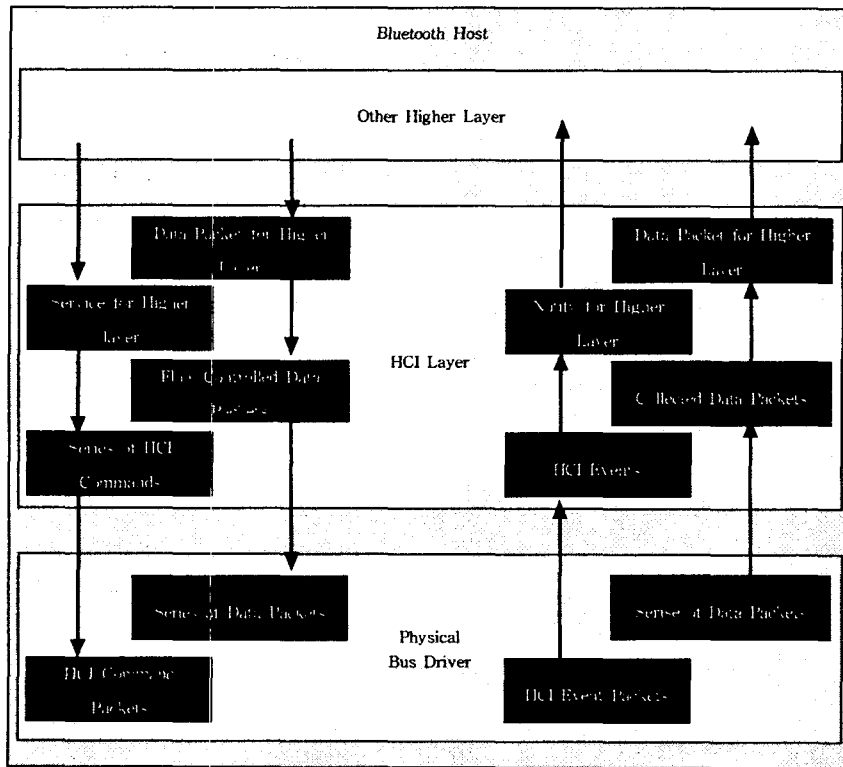 Bluetooth Host
Other Higher Layer
Data Packet for Higher
Layer
Service for Higher
layer
Flow Controlled Data
Series of HCI
Commands
HCI Layer
Data Packet for Higher
Layer
for Higher
Layer
Collected Data Packets
HCI Events
Series of Data Packets
HCI Command
Packets
Physical
Bus Driver
of Data Packets
HCI Event Packets